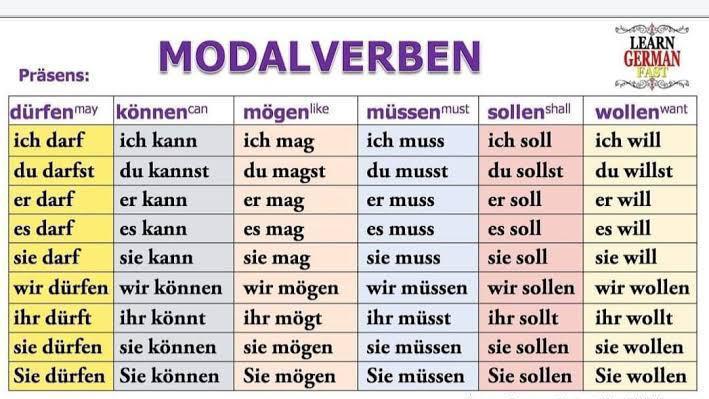 MODALVERBEN
LEARN
GERMAN
FAST
Präsens:
dürfen may können can mögen like müssen must sollen shall wollen want
ich darf ich kann ich mag ich muss ich soll ich will
du darfst du kannst du magst du musst du sollst du willst
er darf er kann er mag er muss er soll er will
es darf es kann es mag es muss es soll es will
sie darf sie kann sie mag sie muss sie soll sie will
wir dürfen wir können wir mögen wir müssen wir sollen wir wollen
ihr dürft ihr könnt ihr mögt ihr müsst ihr sollt ihr wollt
sie dürfen sie können sie mögen sie müssen sie sollen sie wollen
Sie dürfen Sie können Sie mögen Sie müssen Sie sollen Sie wollen